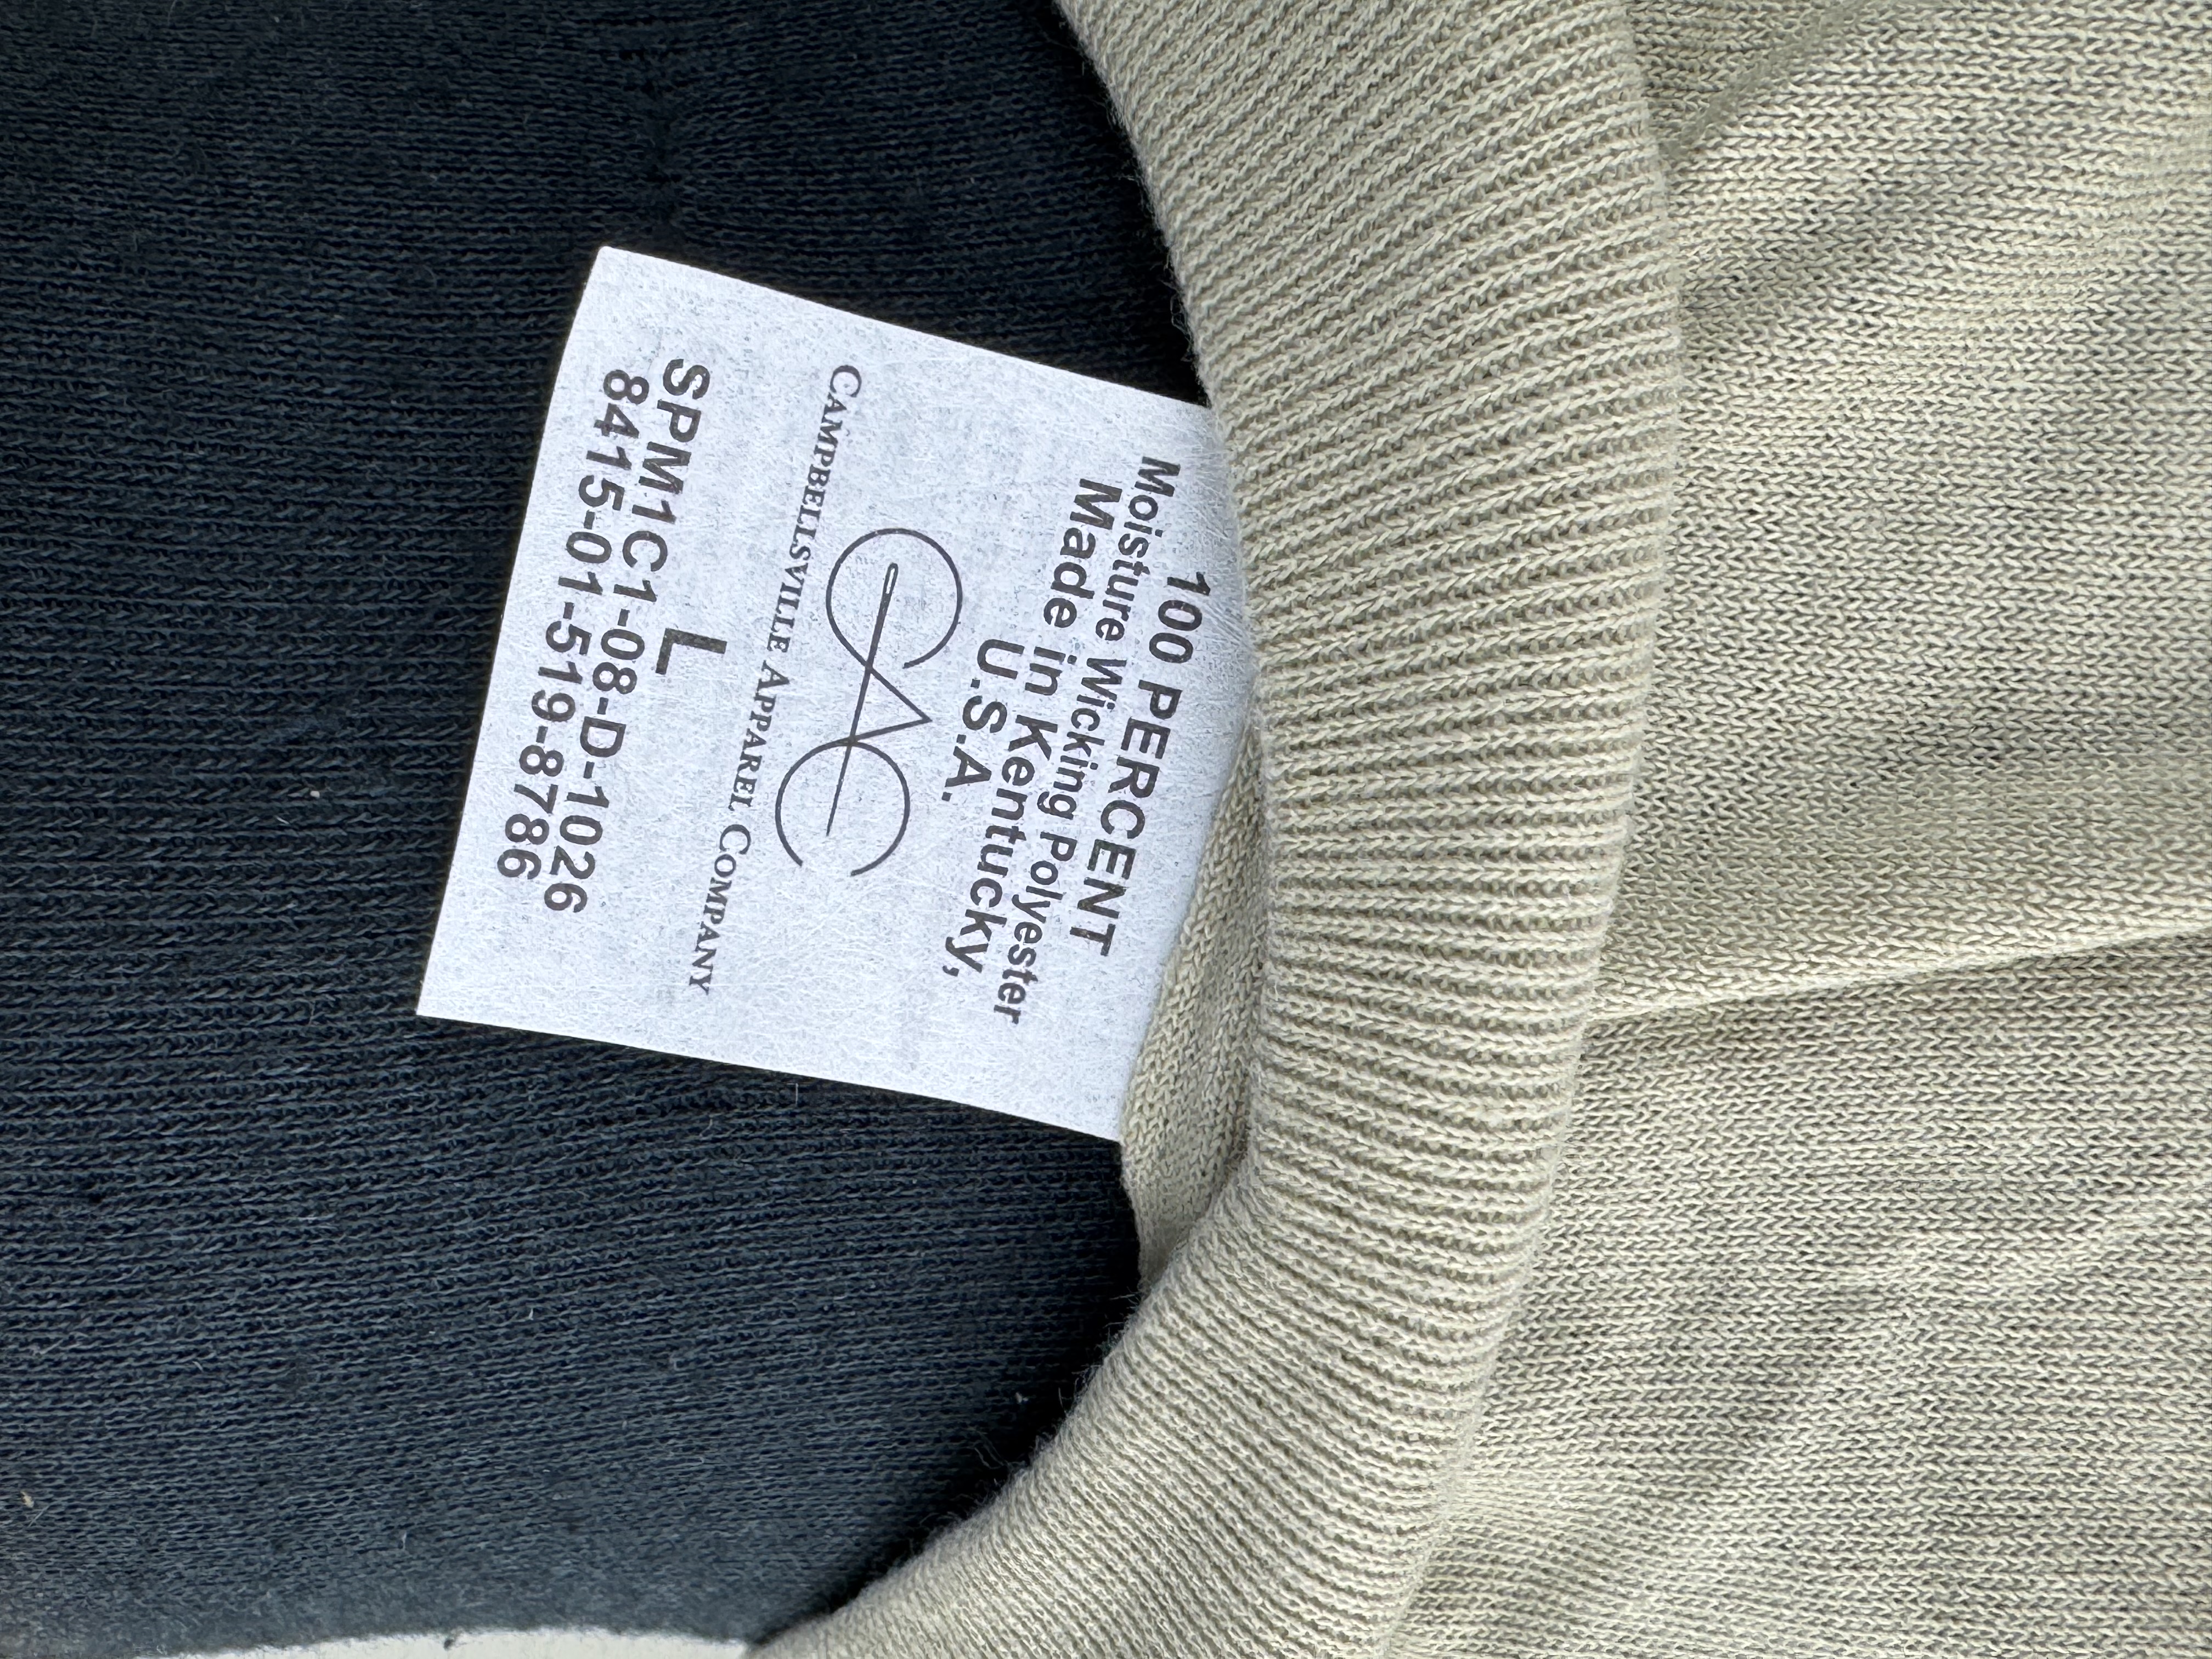 100 PERCENT
Moisture Wicking Polyester
Made in Kentucky,
U.S.A.
CAC
CAMPBELLSVILLE APPAREL COMPANY
L
SPM1C1-08-D-1026
8415-01-519-8786